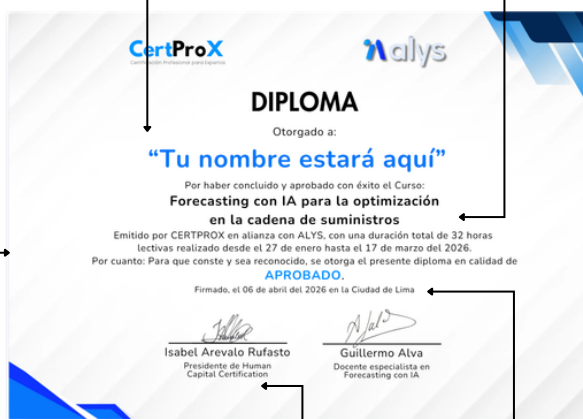 CertProX
Certificación Profesional para Expertos
alys
DIPLOMA
Otorgado a:
“Tu nombre estará aquí”
Por haber concluido y aprobado con éxito el Curso:
Forecasting con IA para la optimización
en la cadena de suministros
Emitido por CERTPROX en alianza con ALYS, con una duración total de 32 horas
lectivas realizado desde el 27 de enero hasta el 17 de marzo del 2026.
Por cuanto: Para que conste y sea reconocido, se otorga el presente diploma en calidad de
APROBADO.
Firmado, el 06 de abril del 2026 en la Ciudad de Lima
Isabel Arevalo Rufasto
Presidente de Human
Capital Certification
Guillermo Alva
Docente especialista en
Forecasting con IA